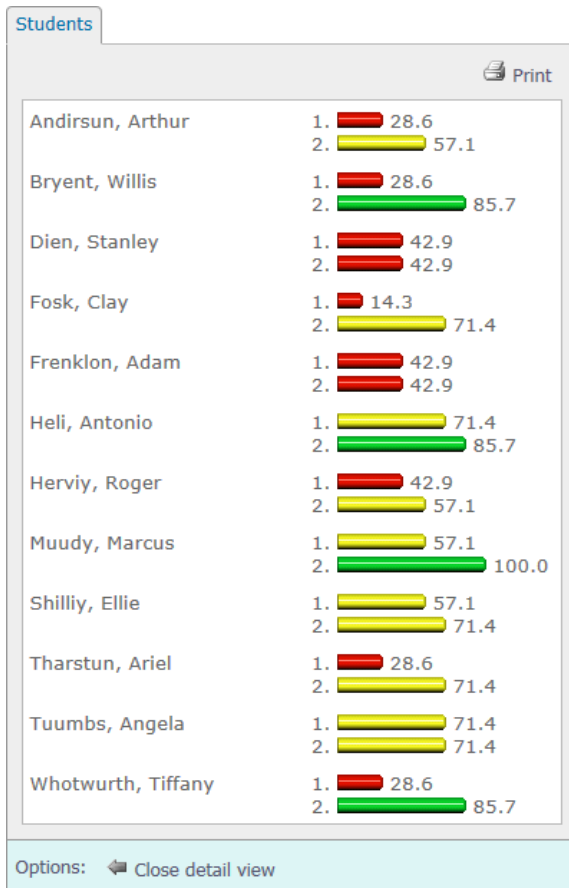 Students
Print
Andirsun, Arthur 1. 28.6
2. 57.1
Bryent, Willis 1. 28.6
2. 85.7
Dien, Stanley 1. 42.9
2. 42.9
Fosk, Clay 1. 14.3
2. 71.4
Frenklon, Adam 1. 42.9
2. 42.9
Heli, Antonio 1. 71.4
2. 85.7
Herviy, Roger 1. 42.9
2. 57.1
Muudy, Marcus 1. 57.1
2. 100.0
Shilliy, Ellie 1. 57.1
2. 71.4
Tharstun, Ariel 1. 28.6
2. 71.4
Tuumbs, Angela 1. 71.4
2. 71.4
Whotwurth, Tiffany 1. 28.6
2. 85.7
Options: Close detail view